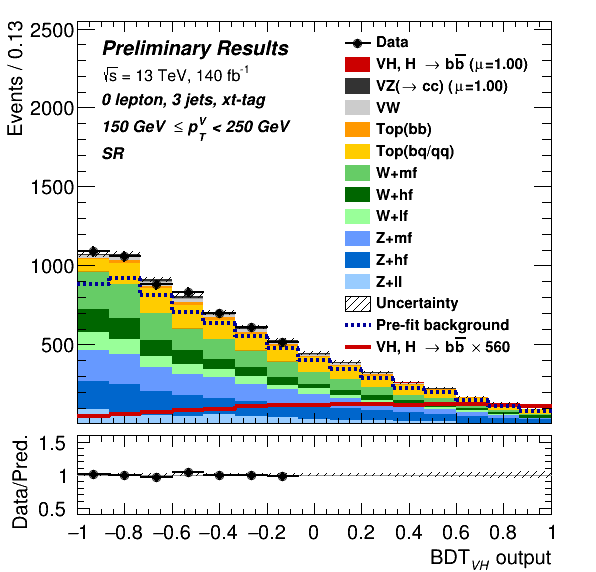 Events / 0.13
2500
2000
1500
1000
500
Preliminary Results
√s = 13 TeV, 140 fb⁻¹
0 lepton, 3 jets, xt-tag
150 GeV ≤ p_T^V < 250 GeV
SR
Data
VH, H → bb̅ (μ=1.00)
VZ(→ cc) (μ=1.00)
VW
Top(bb)
Top(bq/qq)
W+mf
W+hf
W+lf
Z+mf
Z+hf
Z+ll
Uncertainty
Pre-fit background
VH, H → bb̅ × 560
Data/Pred.
1.5
1
0.5
−1 −0.8 −0.6 −0.4 −0.2 0 0.2 0.4 0.6 0.8 1
BDT_VH output